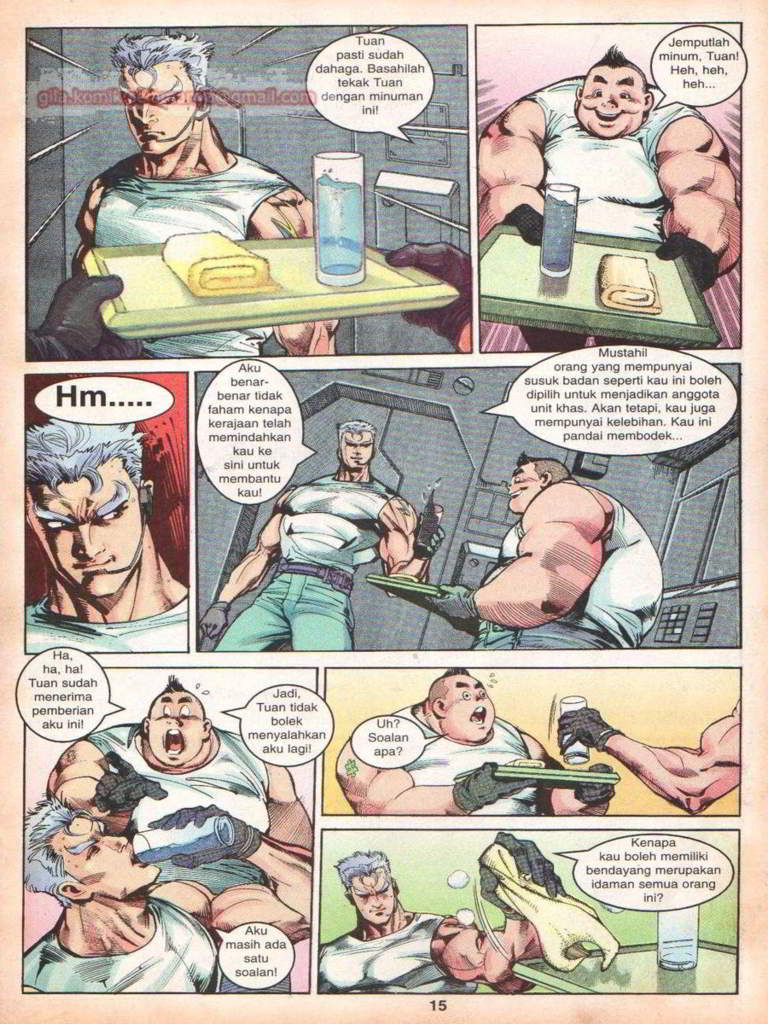 Tuan
pasti sudah
dahaga. Basahilah
tekak Tuan
dengan minuman
ini!
Jemputlah
minum, Tuan!
Heh, heh,
heh...
Hm.....
Aku
benar-
benar tidak
faham kenapa
kerajaan telah
memindahkan
kau ke
sini untuk
membantu
kau!
Mustahil
orang yang mempunyai
susuk badan seperti kau ini boleh
dipilih untuk menjadikan anggota
unit khas. Akan tetapi, kau juga
mempunyai kelebihan. Kau ini
pandai membodek...
Ha,
ha, ha!
Tuan sudah
menerima
pemberian
aku ini!
Jadi,
Tuan tidak
bolek
menyalahkan
aku lagi!
Aku
masih ada
satu
soalan!
Uh?
Soalan
apa?
Kenapa
kau boleh memiliki
bendayang merupakan
idaman semua orang
ini?
15